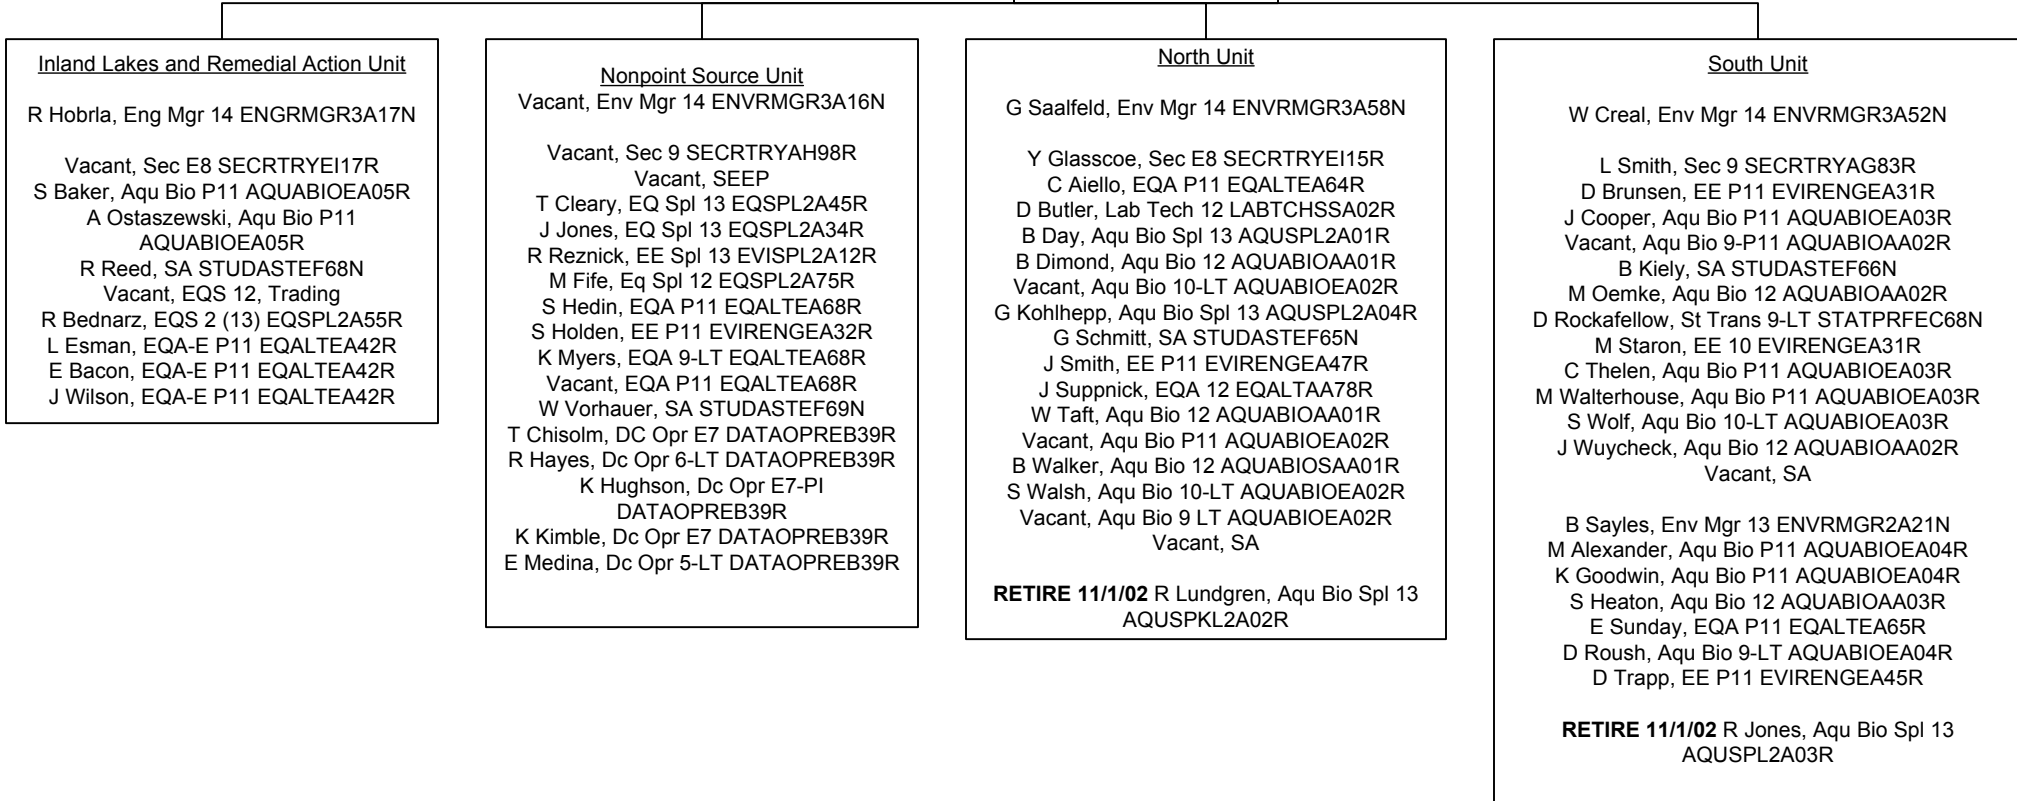 Inland Lakes and Remedial Action Unit
R Hobrla, Eng Mgr 14 ENGRMGR3A17N
Vacant, Sec E8 SECRTRYEI17R
S Baker, Aqu Bio P11 AQUABIOEA05R
A Ostaszewski, Aqu Bio P11
AQUABIOEA05R
R Reed, SA STUDASTEF68N
Vacant, EQS 12, Trading
R Bednarz, EQS 2 (13) EQSPL2A55R
L Esman, EQA-E P11 EQALTEA42R
E Bacon, EQA-E P11 EQALTEA42R
J Wilson, EQA-E P11 EQALTEA42R
Nonpoint Source Unit
Vacant, Env Mgr 14 ENVRMGR3A16N
Vacant, Sec 9 SECRTRYAH98R
Vacant, SEEP
T Cleary, EQ Spl 13 EQSPL2A45R
J Jones, EQ Spl 13 EQSPL2A34R
R Reznick, EE Spl 13 EVISPL2A12R
M Fife, Eq Spl 12 EQSPL2A75R
S Hedin, EQA P11 EQALTEA68R
S Holden, EE P11 EVIRENGEA32R
K Myers, EQA 9-LT EQALTEA68R
Vacant, EQA P11 EQALTEA68R
W Vorhauer, SA STUDASTEF69N
T Chisolm, DC Opr E7 DATAOPREB39R
R Hayes, Dc Opr 6-LT DATAOPREB39R
K Hughson, Dc Opr E7-PI
DATAOPREB39R
K Kimble, Dc Opr E7 DATAOPREB39R
E Medina, Dc Opr 5-LT DATAOPREB39R
North Unit
G Saalfeld, Env Mgr 14 ENVRMGR3A58N
Y Glasscoe, Sec E8 SECRTRYEI15R
C Aiello, EQA P11 EQALTEA64R
D Butler, Lab Tech 12 LABTCHSSA02R
B Day, Aqu Bio Spl 13 AQUSPL2A01R
B Dimond, Aqu Bio 12 AQUABIOAA01R
Vacant, Aqu Bio 10-LT AQUABIOEA02R
G Kohlhepp, Aqu Bio Spl 13 AQUSPL2A04R
G Schmitt, SA STUDASTEF65N
J Smith, EE P11 EVIRENGEA47R
J Suppnick, EQA 12 EQALTAA78R
W Taft, Aqu Bio 12 AQUABIOAA01R
Vacant, Aqu Bio P11 AQUABIOEA02R
B Walker, Aqu Bio 12 AQUABIOSAA01R
S Walsh, Aqu Bio 10-LT AQUABIOEA02R
Vacant, Aqu Bio 9 LT AQUABIOEA02R
Vacant, SA
RETIRE 11/1/02 R Lundgren, Aqu Bio Spl 13
AQUSPKL2A02R
South Unit
W Creal, Env Mgr 14 ENVRMGR3A52N
L Smith, Sec 9 SECRTRYAG83R
D Brunsen, EE P11 EVIRENGEA31R
J Cooper, Aqu Bio P11 AQUABIOEA03R
Vacant, Aqu Bio 9-P11 AQUABIOAA02R
B Kiely, SA STUDASTEF66N
M Oemke, Aqu Bio 12 AQUABIOAA02R
D Rockafellow, St Trans 9-LT STATPRFEC68N
M Staron, EE 10 EVIRENGEA31R
C Thelen, Aqu Bio P11 AQUABIOEA03R
M Walterhouse, Aqu Bio P11 AQUABIOEA03R
S Wolf, Aqu Bio 10-LT AQUABIOEA03R
J Wuycheck, Aqu Bio 12 AQUABIOAA02R
Vacant, SA
B Sayles, Env Mgr 13 ENVRMGR2A21N
M Alexander, Aqu Bio P11 AQUABIOEA04R
K Goodwin, Aqu Bio P11 AQUABIOEA04R
S Heaton, Aqu Bio 12 AQUABIOAA03R
E Sunday, EQA P11 EQALTEA65R
D Roush, Aqu Bio 9-LT AQUABIOEA04R
D Trapp, EE P11 EVIRENGEA45R
RETIRE 11/1/02 R Jones, Aqu Bio Spl 13
AQUSPL2A03R